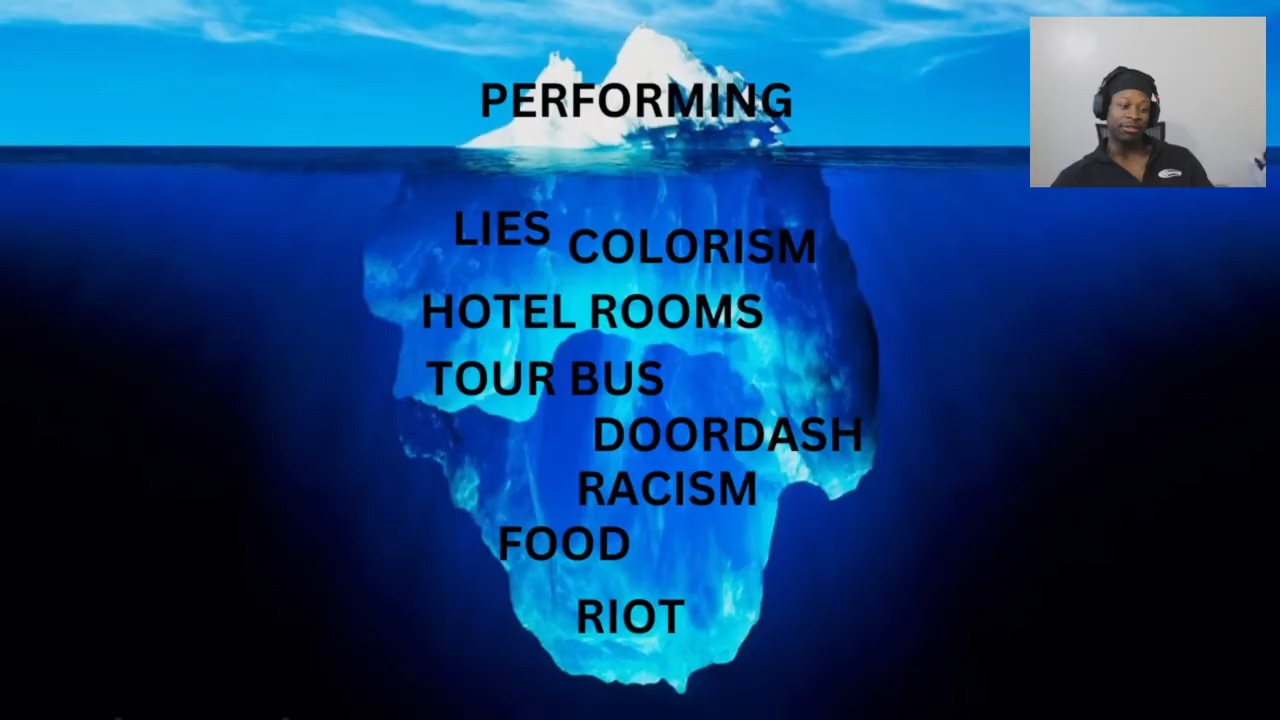 PERFORMING
LIES
COLORISM
HOTEL ROOMS
TOUR BUS
DOORDASH
RACISM
FOOD
RIOT